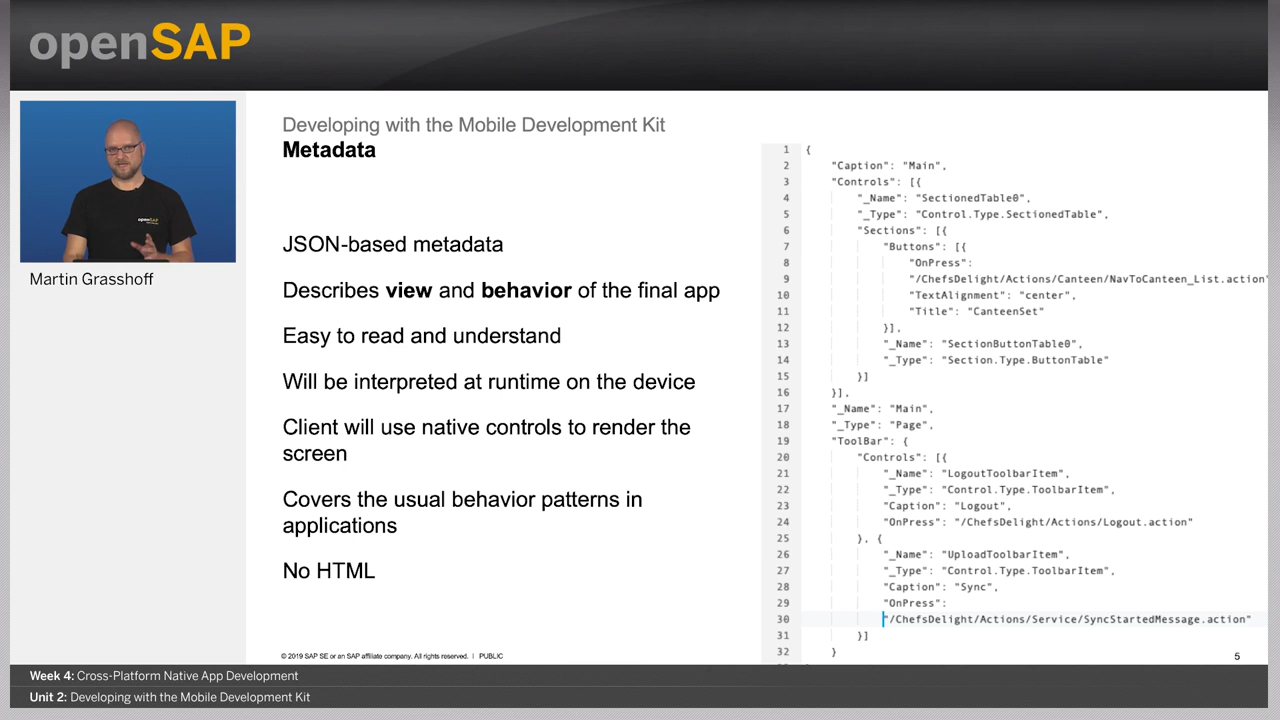 openSAP
openSAP
Martin Grasshoff
Developing with the Mobile Development Kit
Metadata
JSON-based metadata
Describes view and behavior of the final app
Easy to read and understand
Will be interpreted at runtime on the device
Client will use native controls to render the
screen
Covers the usual behavior patterns in
applications
No HTML
1 {
2 "Caption": "Main",
3 "Controls": [{
4 "_Name": "SectionedTable0",
5 "_Type": "Control.Type.SectionedTable",
6 "Sections": [{
7 "Buttons": [{
8 "OnPress":
9 "/ChefsDelight/Actions/Canteen/NavToCanteen_List.action"
10 "TextAlignment": "center",
11 "Title": "CanteenSet"
12 }],
13 "_Name": "SectionButtonTable0",
14 "_Type": "Section.Type.ButtonTable"
15 }]
16 }],
17 "_Name": "Main",
18 "_Type": "Page",
19 "ToolBar": {
20 "Controls": [{
21 "_Name": "LogoutToolbarItem",
22 "_Type": "Control.Type.ToolbarItem",
23 "Caption": "Logout",
24 "OnPress": "/ChefsDelight/Actions/Logout.action"
25 }, {
26 "_Name": "UploadToolbarItem",
27 "_Type": "Control.Type.ToolbarItem",
28 "Caption": "Sync",
29 "OnPress":
30 "/ChefsDelight/Actions/Service/SyncStartedMessage.action"
31 }]
32 }
© 2019 SAP SE or an SAP affiliate company. All rights reserved. | PUBLIC
5
Week 4: Cross-Platform Native App Development
Unit 2: Developing with the Mobile Development Kit